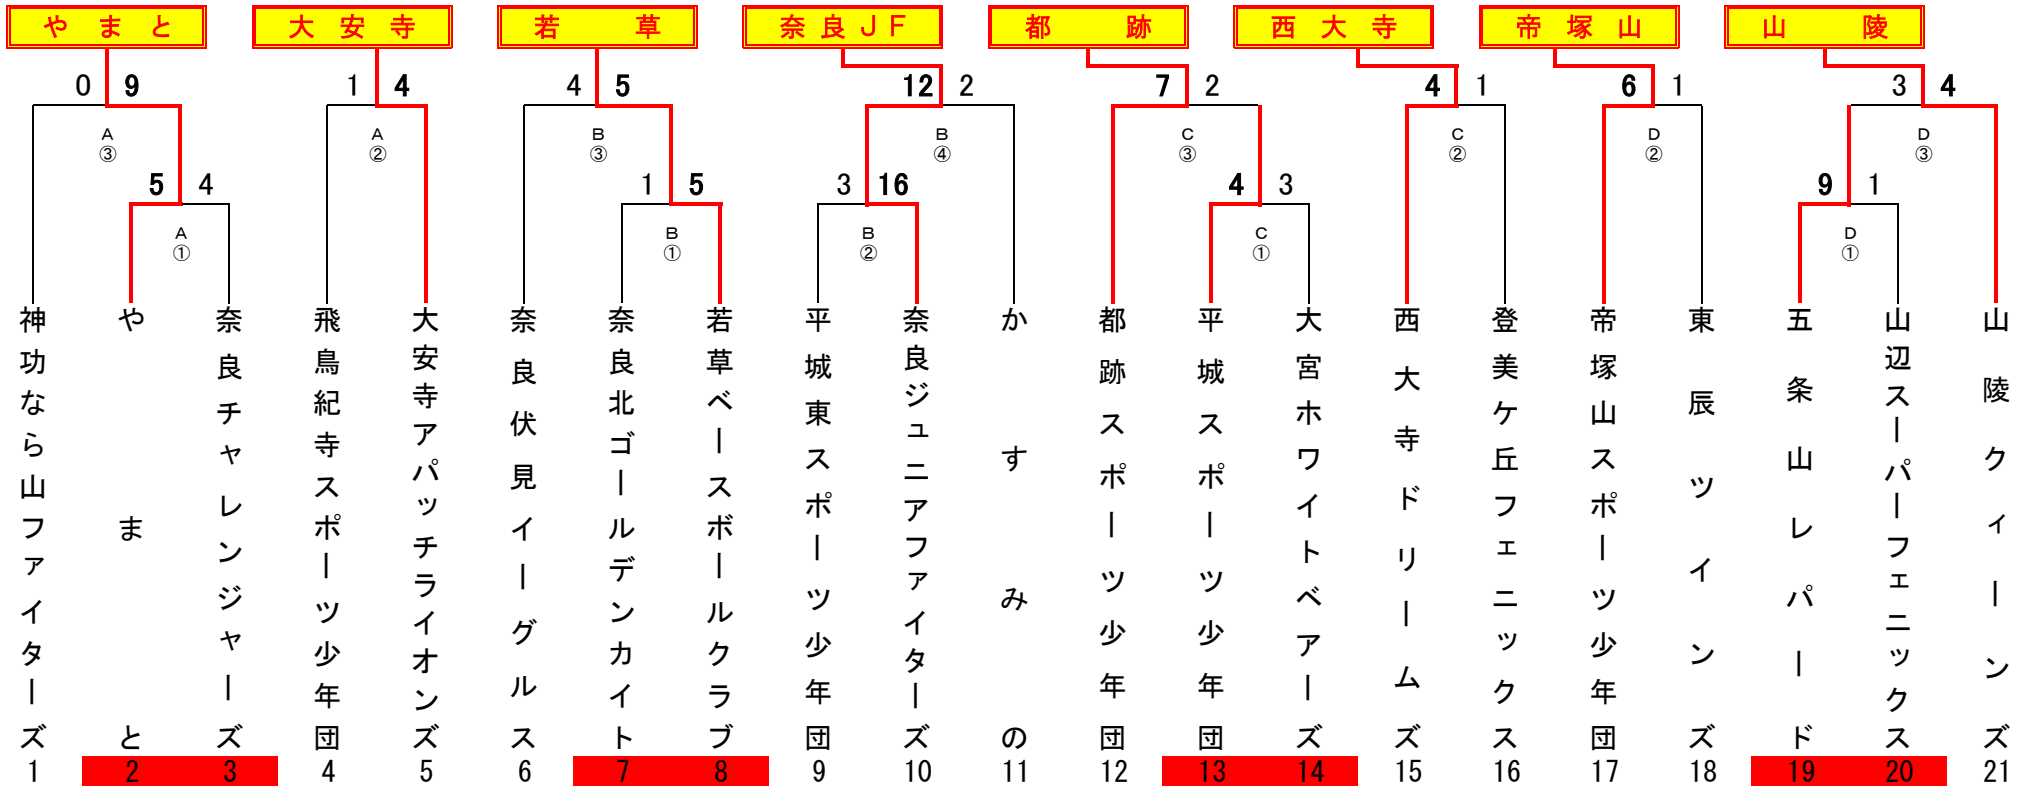 やまと 大安寺 若草 奈良ＪＦ 都跡 西大寺 帝塚山 山陵
0 9 1 4 4 5 12 2 7 2 4 1 6 1 3 4
A A B B C C D D
③ ② ③ ④ ③ ② ② ③
5 4 1 5 3 16 4 3 9 1
A B B C D
① ① ② ① ①
神功なら山ファイターズ
やまと
奈良チャレンジャーズ
飛鳥紀寺スポーツ少年団
大安寺アパッチライオンズ
奈良伏見イーグルス
奈良北ゴールデンカイト
若草ベースボールクラブ
平城東スポーツ少年団
奈良ジュニアファイターズ
かすみの
都跡スポーツ少年団
平城スポーツ少年団
大宮ホワイトベアーズ
西大寺ドリームズ
登美ケ丘フェニックス
帝塚山スポーツ少年団
東辰ツインズ
五条山レパード
山辺スーパーフェニックス
山陵クィーンズ
1 2 3 4 5 6 7 8 9 10 11 12 13 14 15 16 17 18 19 20 21